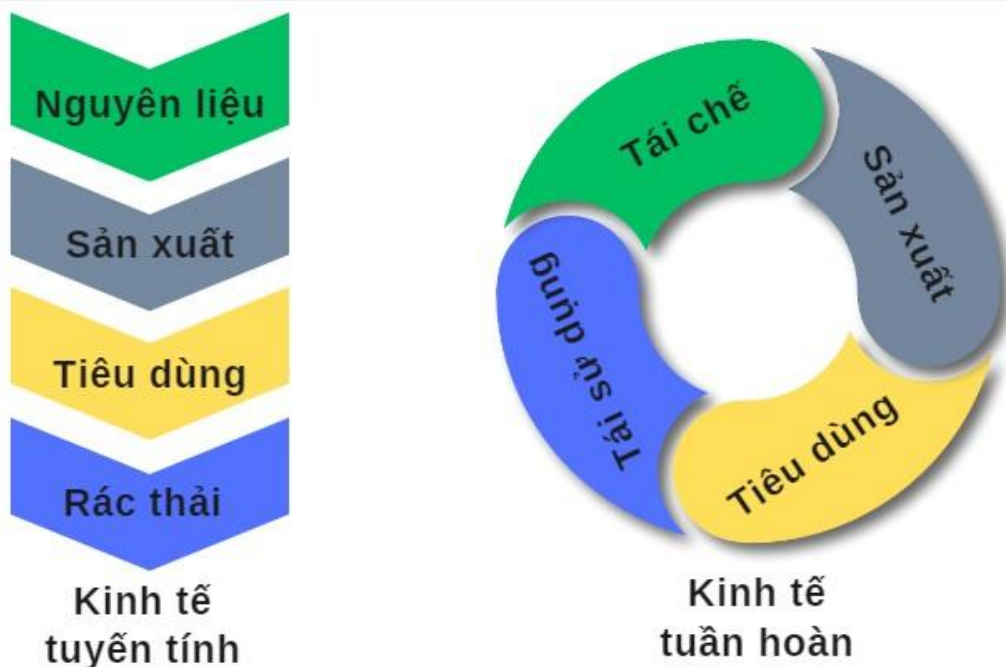 Nguyên liệu
Sản xuất
Tiêu dùng
Rác thải
Kinh tế
tuyến tính
Tái chế
Sản xuất
Tiêu dùng
Tái sử dụng
Kinh tế
tuần hoàn